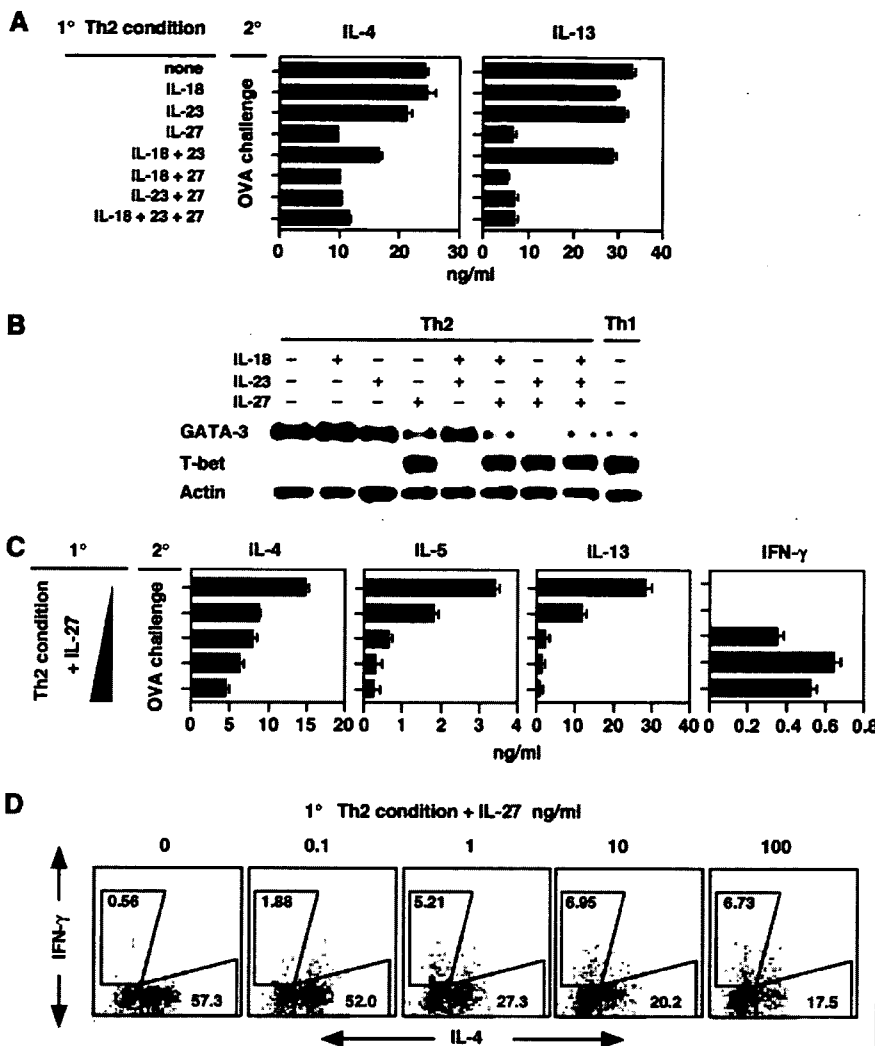 A
1° Th2 condition 2° IL-4 IL-13
none
IL-18
IL-23
IL-27
IL-18 + 23
IL-18 + 27
IL-23 + 27
IL-18 + 23 + 27
OVA challenge
0 10 20 30 0 10 20 30 40
ng/ml
B
Th2 Th1
IL-18 – + – – + + – + –
IL-23 – – + – + – + + –
IL-27 – – – + – + + + –
GATA-3
T-bet
Actin
C
1° 2° IL-4 IL-5 IL-13 IFN-γ
Th2 condition
+ IL-27
OVA challenge
5 10 15 20 0 1 2 3 4 0 10 20 30 40 0 0.2 0.4 0.6 0.8
ng/ml
D
1° Th2 condition + IL-27 ng/ml
0 0.1 1 10 100
IFN-γ
0.56 1.88 5.21 6.95 6.73
57.3 52.0 27.3 20.2 17.5
IL-4